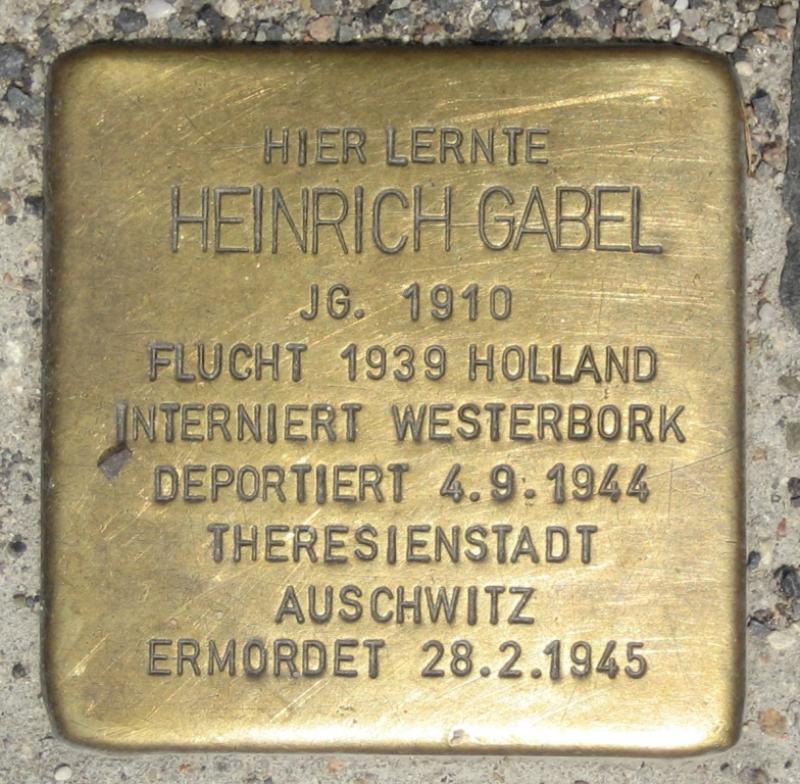 HIER LERNTE
HEINRICH GABEL
JG. 1910
FLUCHT 1939 HOLLAND
INTERNIERT WESTERBORK
DEPORTIERT 4.9.1944
THERESIENSTADT
AUSCHWITZ
ERMORDET 28.2.1945